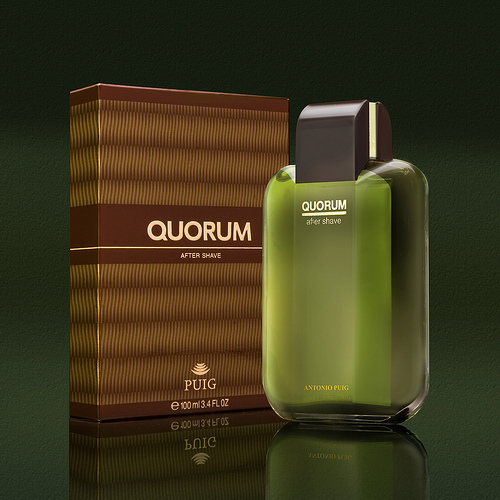 QUORUM
AFTER SHAVE
PUIG
℮ 100 ml 3.4 FL OZ
QUORUM
after shave
ANTONIO PUIG